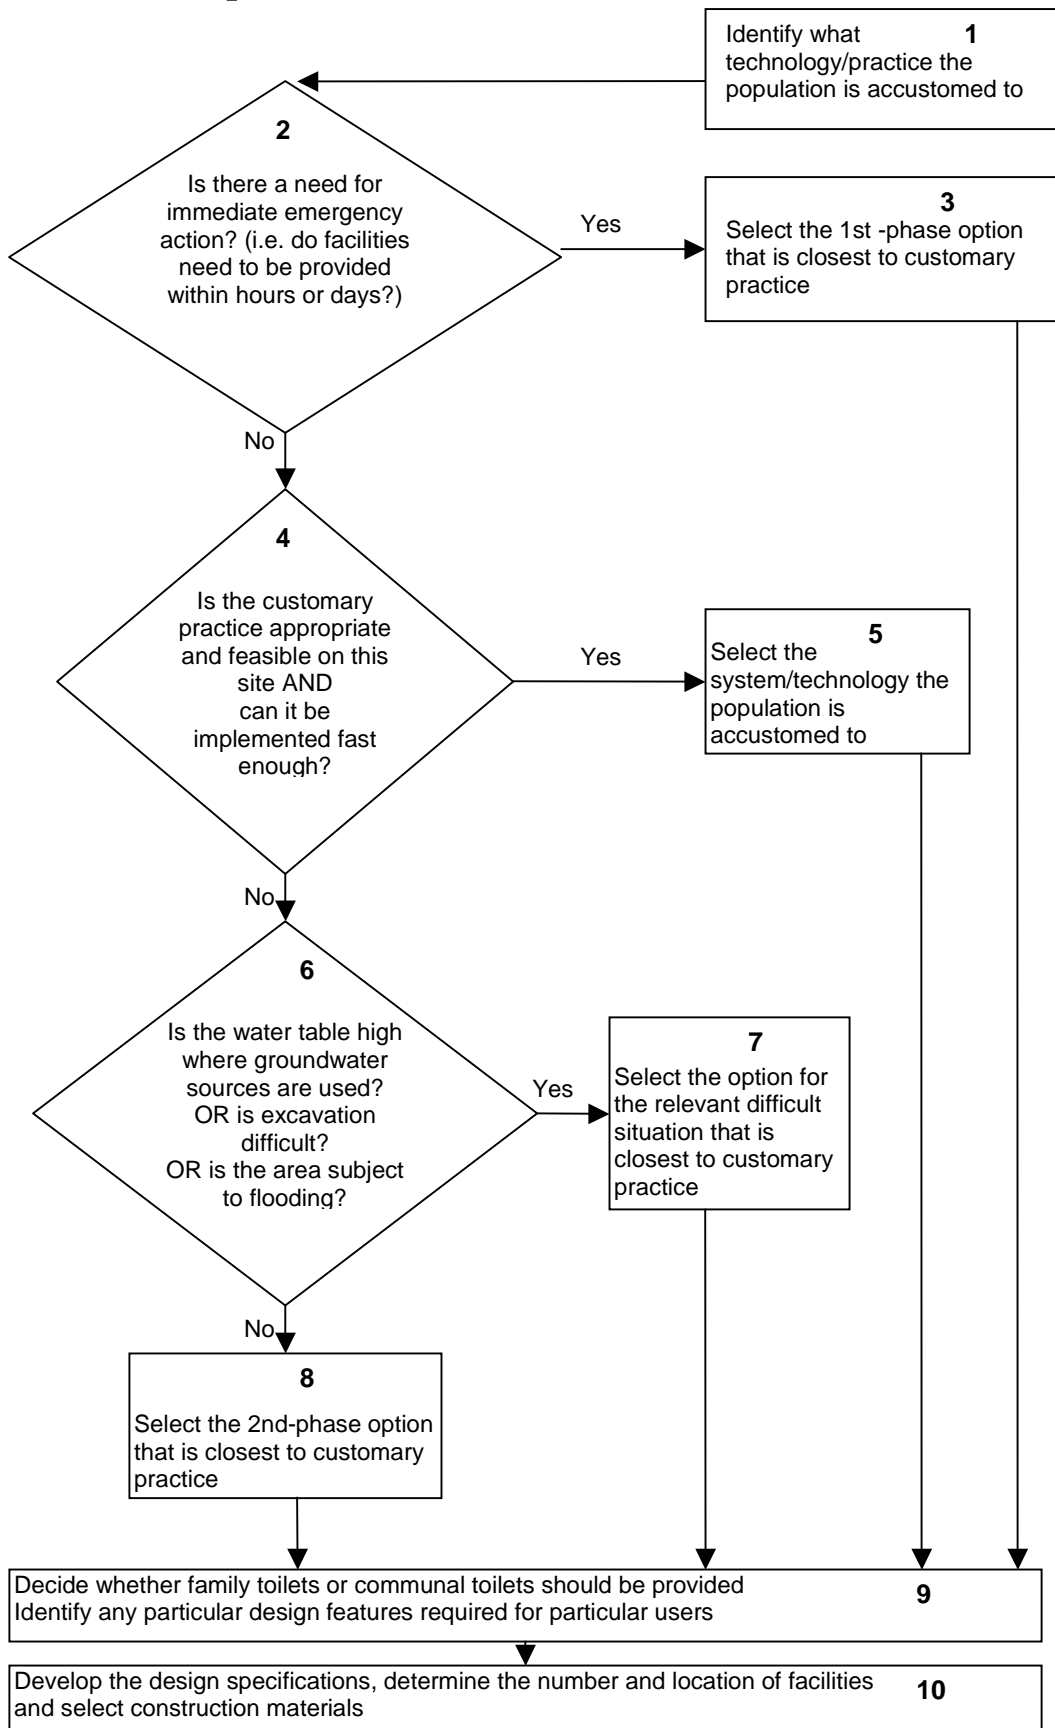 Identify what 1
technology/practice the
population is accustomed to
2
Is there a need for
immediate emergency
action? (i.e. do facilities
need to be provided
within hours or days?)
Yes
3
Select the 1st -phase option
that is closest to customary
practice
No
4
Is the customary
practice appropriate
and feasible on this
site AND
can it be
implemented fast
enough?
Yes
5
Select the
system/technology the
population is
accustomed to
No
6
Is the water table high
where groundwater
sources are used?
OR is excavation
difficult?
OR is the area subject
to flooding?
Yes
7
Select the option for
the relevant difficult
situation that is
closest to customary
practice
No
8
Select the 2nd-phase option
that is closest to customary
practice
Decide whether family toilets or communal toilets should be provided 9
Identify any particular design features required for particular users
Develop the design specifications, determine the number and location of facilities 10
and select construction materials